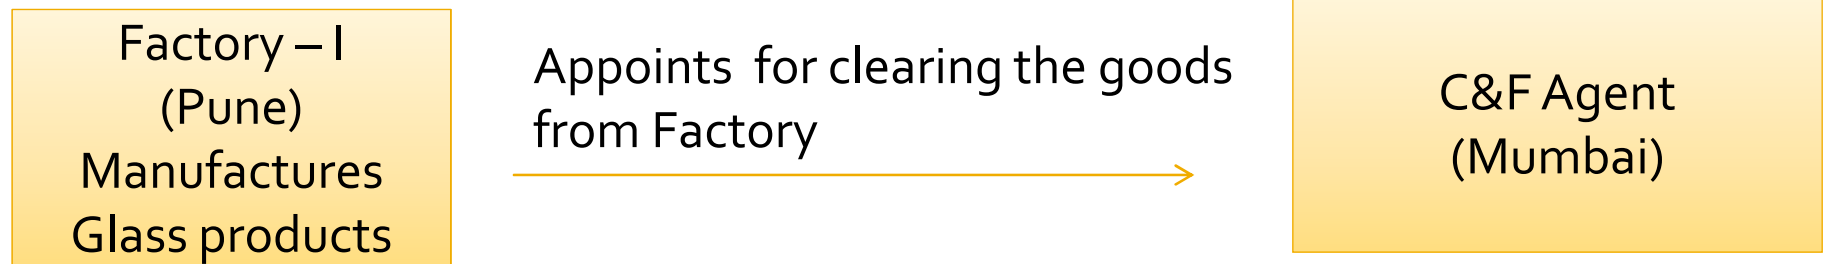 Factory – I
(Pune)
Manufactures
Glass products
Appoints for clearing the goods
from Factory
C&F Agent
(Mumbai)